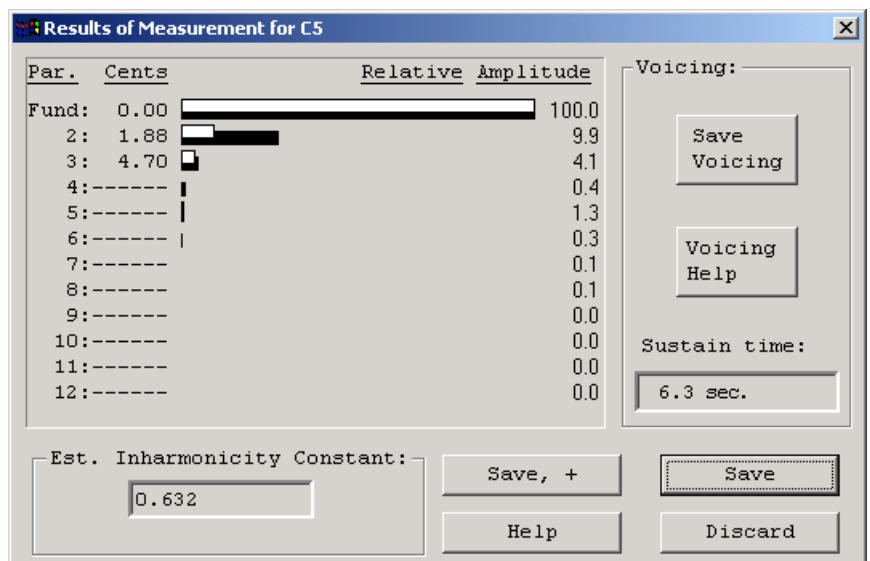 Results of Measurement for C5
Par. Cents Relative Amplitude
Fund: 0.00 100.0
2: 1.88 9.9
3: 4.70 4.1
4:------ 0.4
5:------ 1.3
6:------ 0.3
7:------ 0.1
8:------ 0.1
9:------ 0.0
10:------ 0.0
11:------ 0.0
12:------ 0.0
Voicing:
Save
Voicing
Voicing
Help
Sustain time:
6.3 sec.
Est. Inharmonicity Constant:
0.632
Save, +
Save
Help
Discard